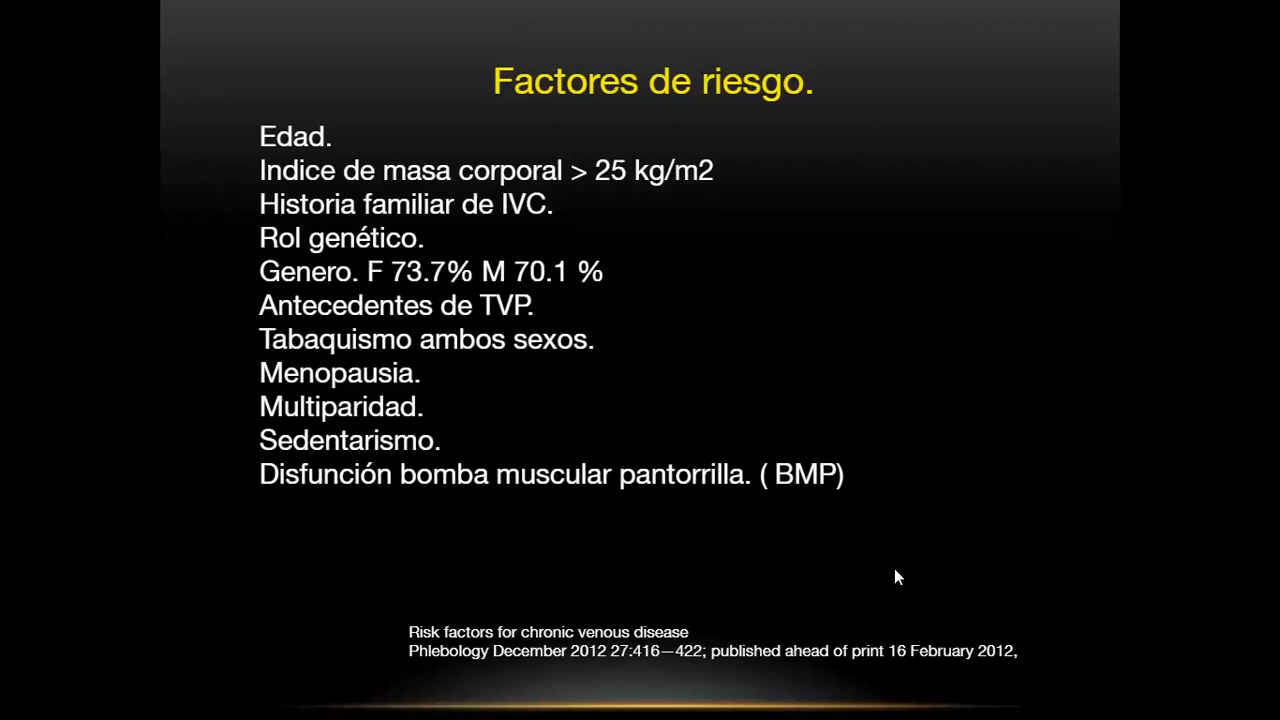 Factores de riesgo.
Edad.
Indice de masa corporal > 25 kg/m2
Historia familiar de IVC.
Rol genético.
Genero. F 73.7% M 70.1 %
Antecedentes de TVP.
Tabaquismo ambos sexos.
Menopausia.
Multiparidad.
Sedentarismo.
Disfunción bomba muscular pantorrilla. ( BMP)
Risk factors for chronic venous disease
Phlebology December 2012 27:416—422; published ahead of print 16 February 2012,